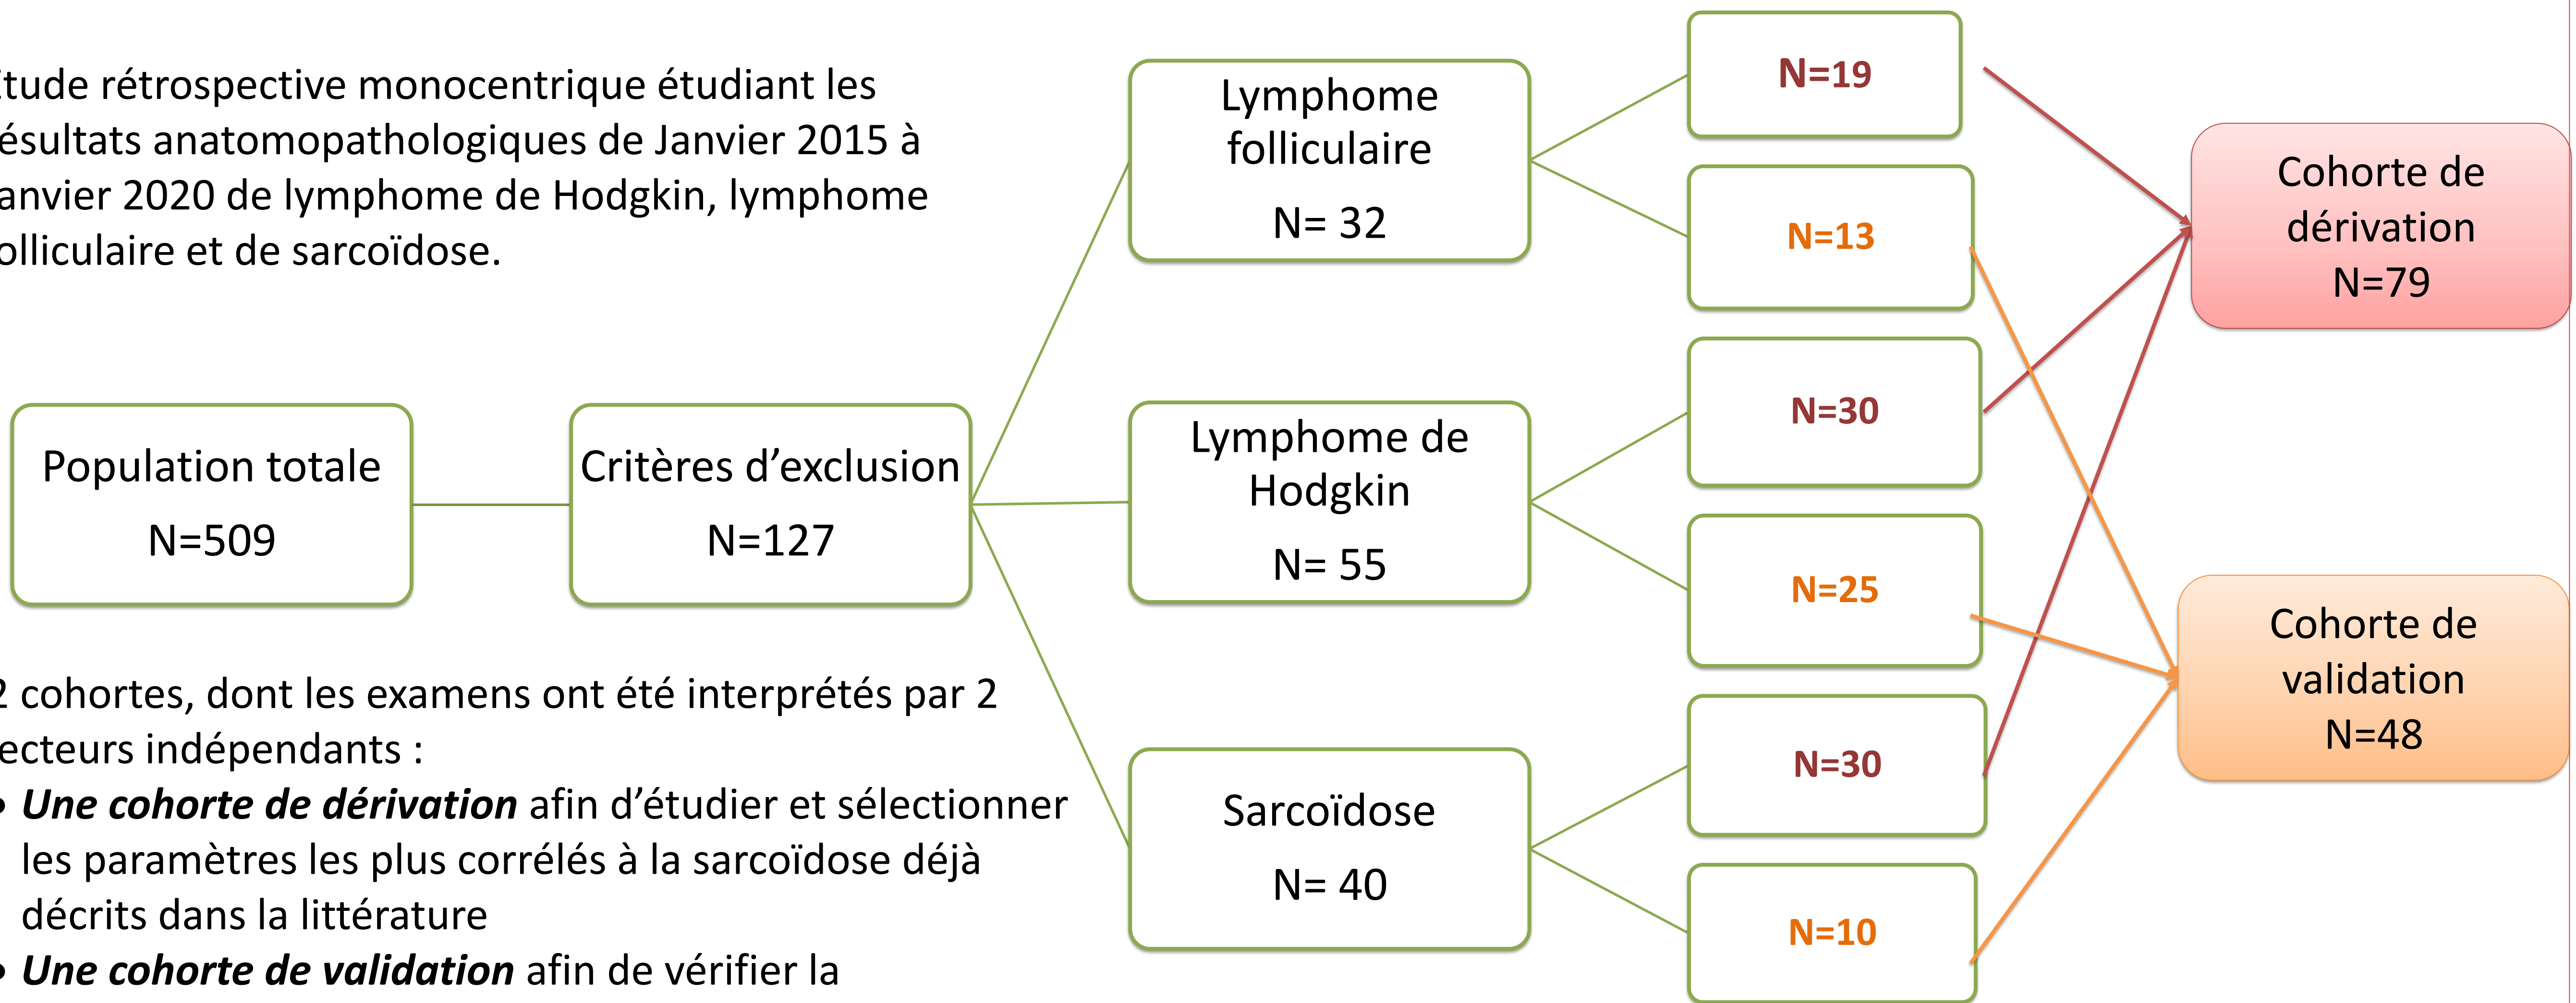 tude rétrospective monocentrique étudiant les
ésultats anatomopathologiques de Janvier 2015 à
anvier 2020 de lymphome de Hodgkin, lymphome
olliculaire et de sarcoïdose.
Population totale
N=509
Critères d’exclusion
N=127
Lymphome
folliculaire
N= 32
Lymphome de
Hodgkin
N= 55
Sarcoïdose
N= 40
N=19
N=13
N=30
N=25
N=30
N=10
Cohorte de
dérivation
N=79
Cohorte de
validation
N=48
2 cohortes, dont les examens ont été interprétés par 2
ecteurs indépendants :
• Une cohorte de dérivation afin d’étudier et sélectionner
les paramètres les plus corrélés à la sarcoïdose déjà
décrits dans la littérature
• Une cohorte de validation afin de vérifier la